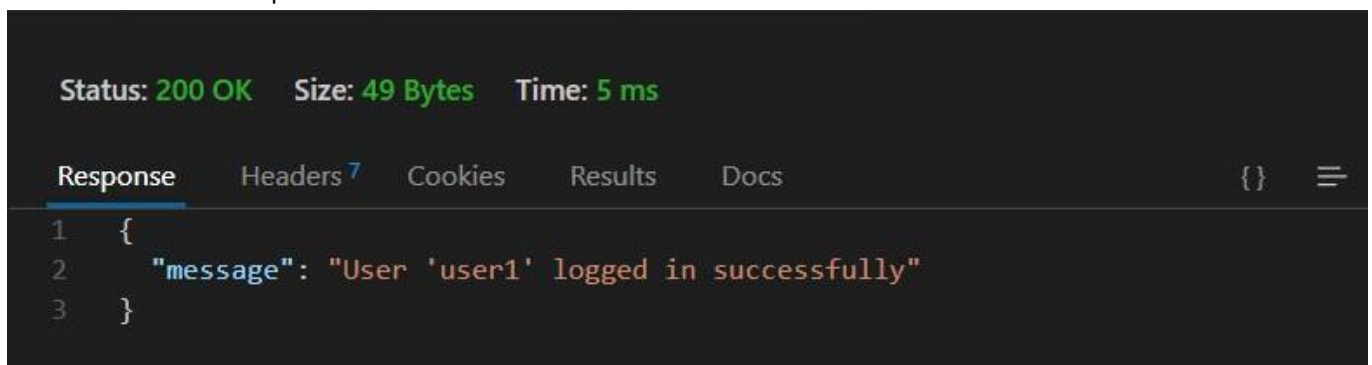 Status: 200 OK Size: 49 Bytes Time: 5 ms
Response Headers 7 Cookies Results Docs {}
1 {
2 "message": "User 'user1' logged in successfully"
3 }